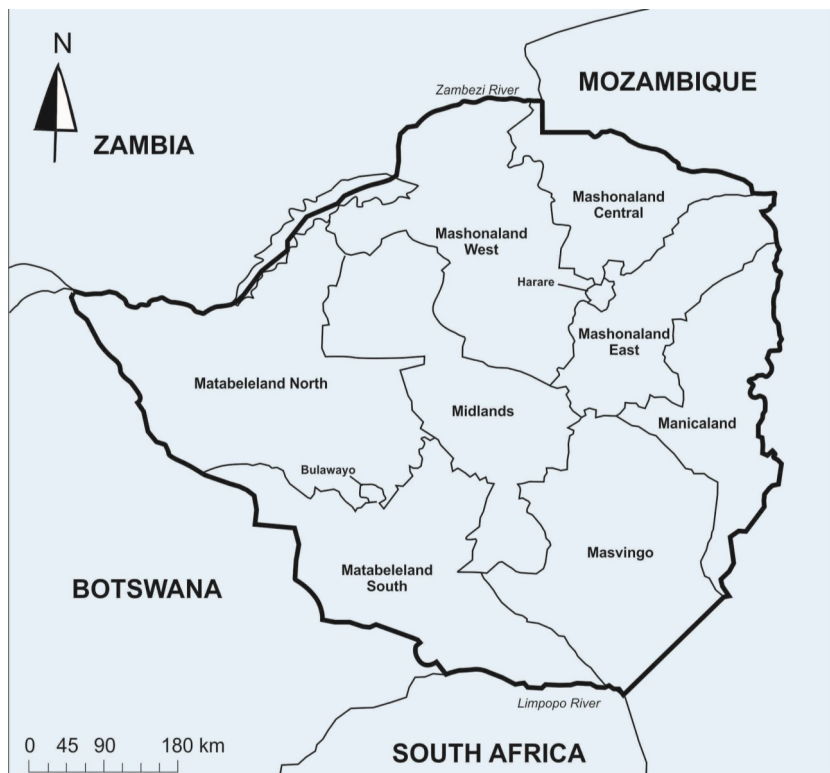 N
Zambezi River
MOZAMBIQUE
ZAMBIA
Mashonaland
Central
Mashonaland
West
Harare
Mashonaland
East
Matabeleland North
Midlands
Manicaland
Bulawayo
Masvingo
Matabeleland
South
BOTSWANA
Limpopo River
0 45 90 180 km
SOUTH AFRICA